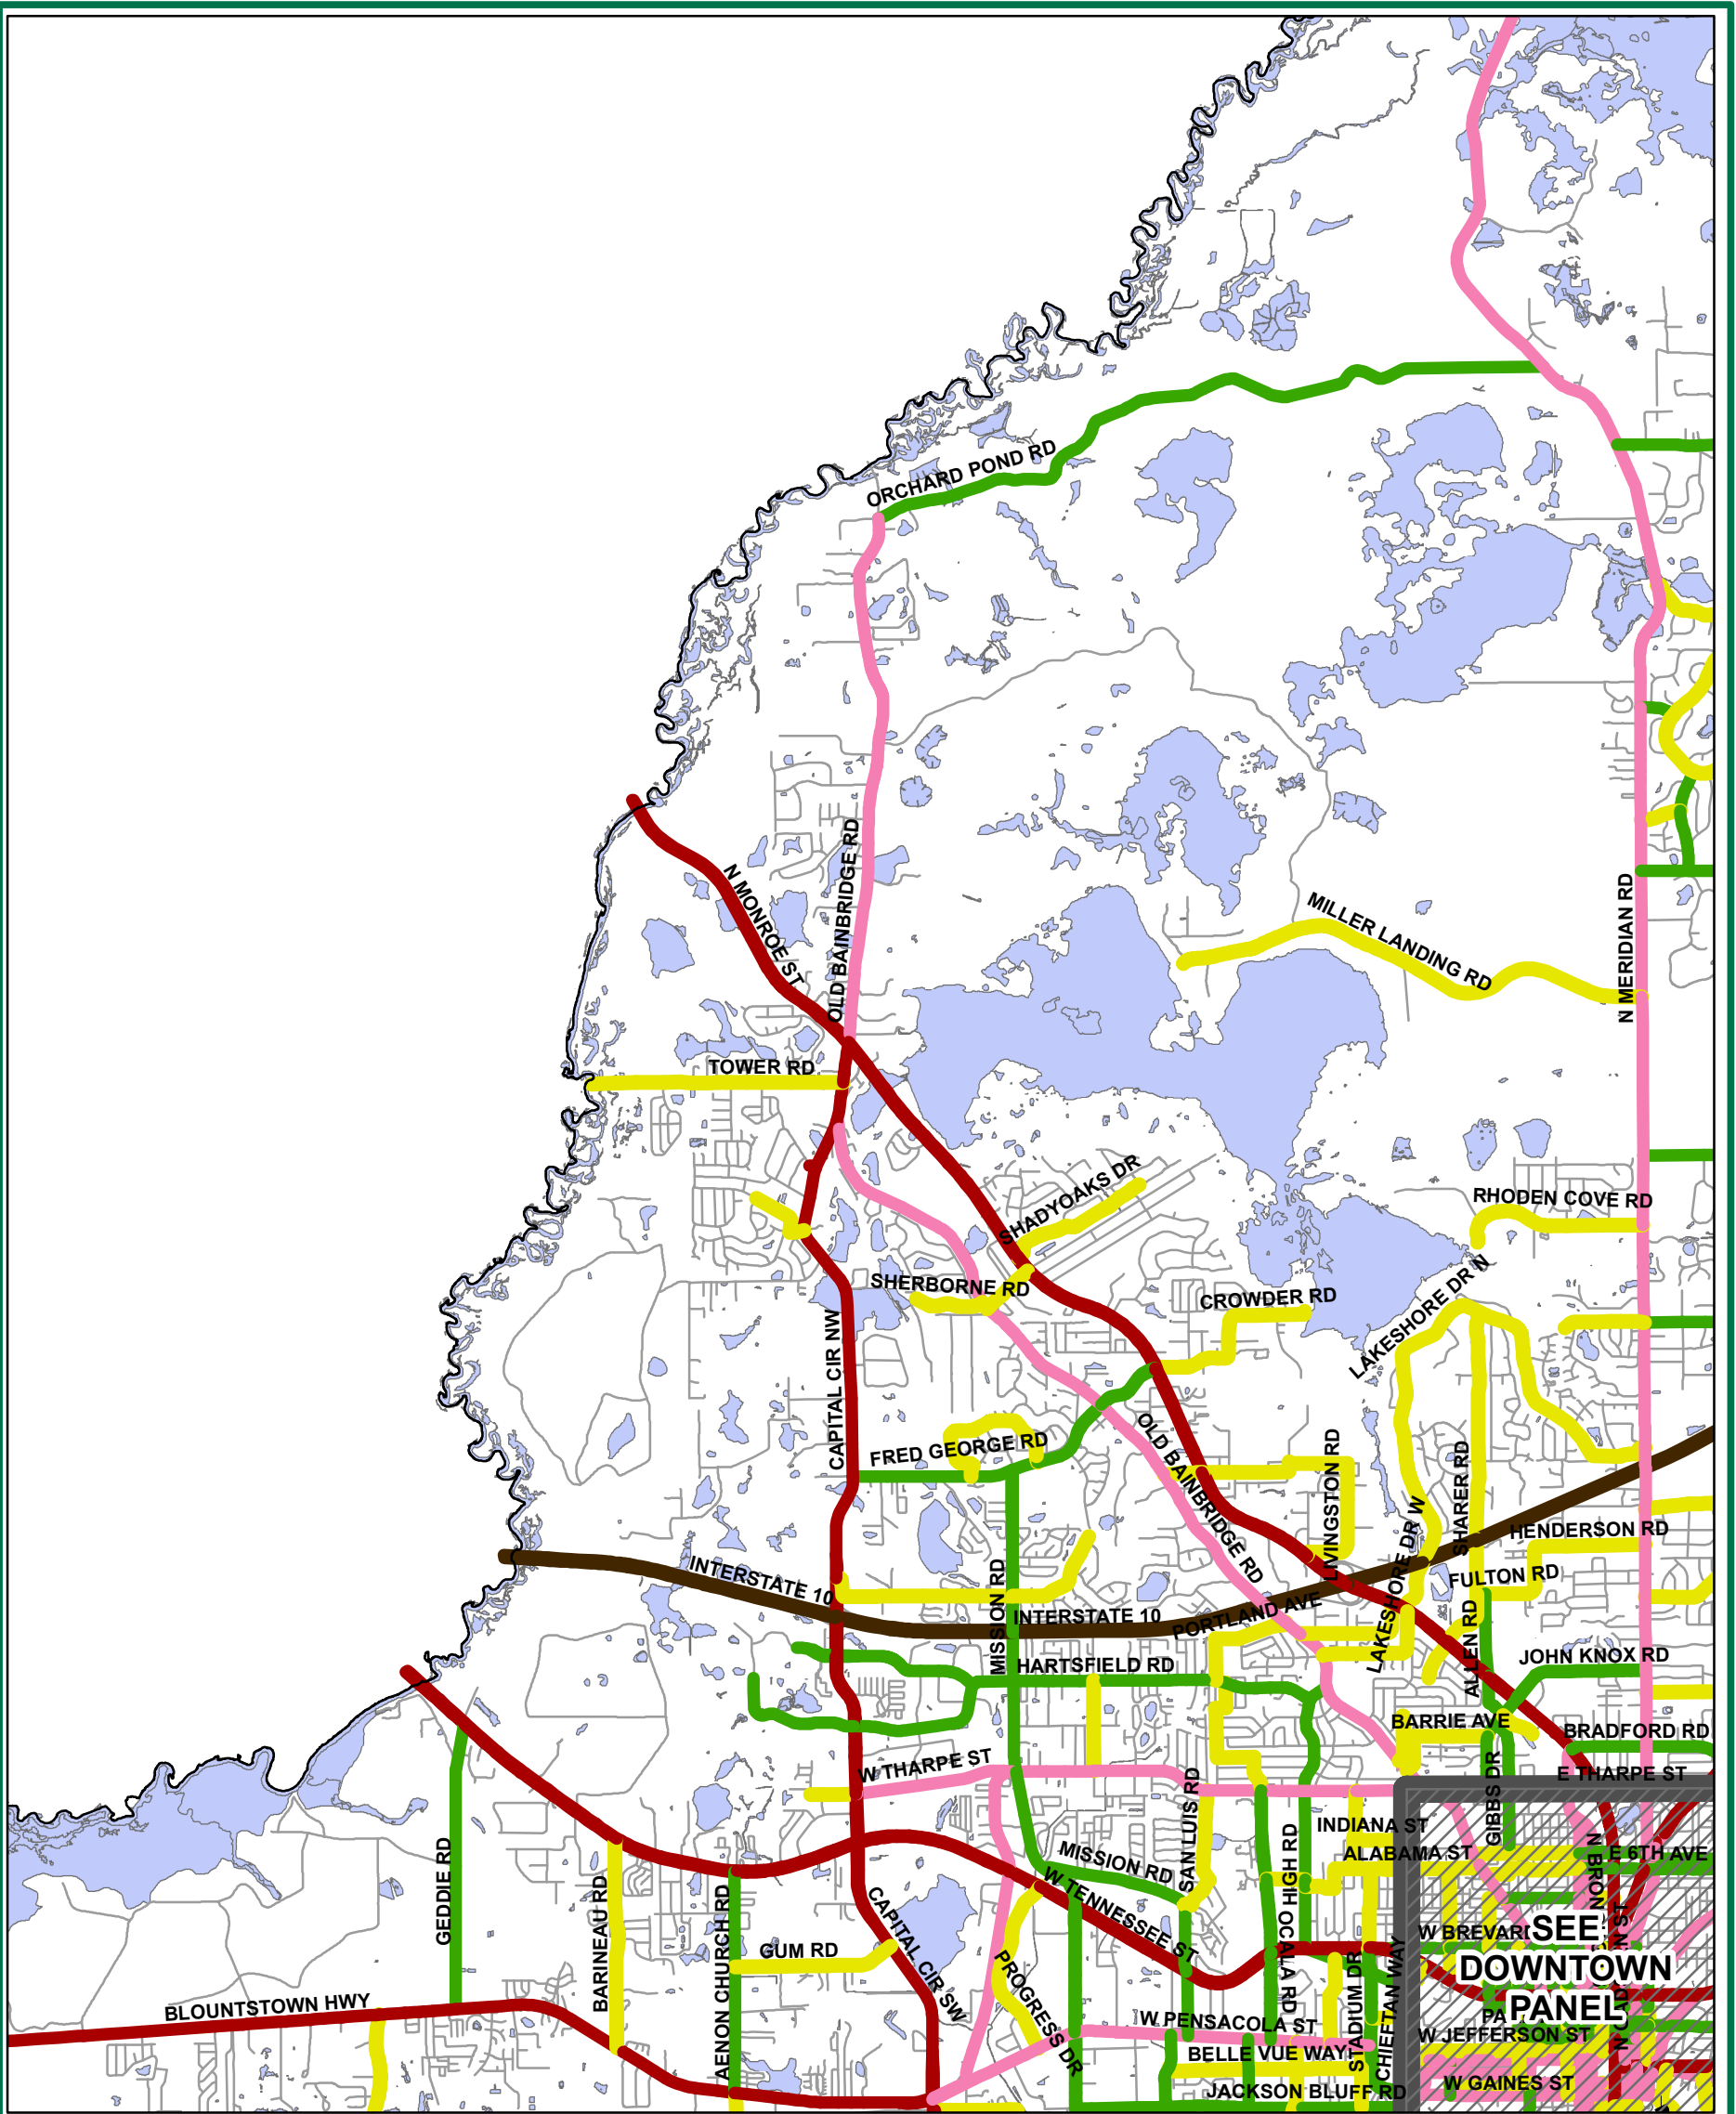 ORCHARD POND RD
N MONROE ST
OLD BAINBRIDGE RD
MILLER LANDING RD
N MERIDIAN RD
TOWER RD
SHADYOAKS DR
RHODEN COVE RD
SHERBORNE RD
CROWDER RD
LAKESHORE DR N
CAPITAL CIR NW
FRED GEORGE RD
OLD BAINBRIDGE RD
LIVINGSTON RD
SHARER RD
LAKESHORE DR W
HENDERSON RD
INTERSTATE 10
MISSION RD
FULTON RD
INTERSTATE 10
PORTLAND AVE
ALLEN RD
HARTSFIELD RD
JOHN KNOX RD
BARRIE AVE
BRADFORD RD
W THARPE ST
E THARPE ST
SAN LUIS RD
GIBBS DR
INDIANA ST
GEDDIE RD
BARINEAU RD
AENON CHURCH RD
MISSION RD
HIGH RD
ALABAMA ST
E 6TH AVE
CAPITAL CIR SW
W TENNESSEE ST
GUM RD
OCALA RD
SEE
DOWNTOWN
PANEL
PROGRESS DR
STADIUM DR
CHIEFTAN WAY
BLOUNTSTOWN HWY
W PENSACOLA ST
W JEFFERSON ST
BELLE VUE WAY
JACKSON BLUFF RD
W GAINES ST